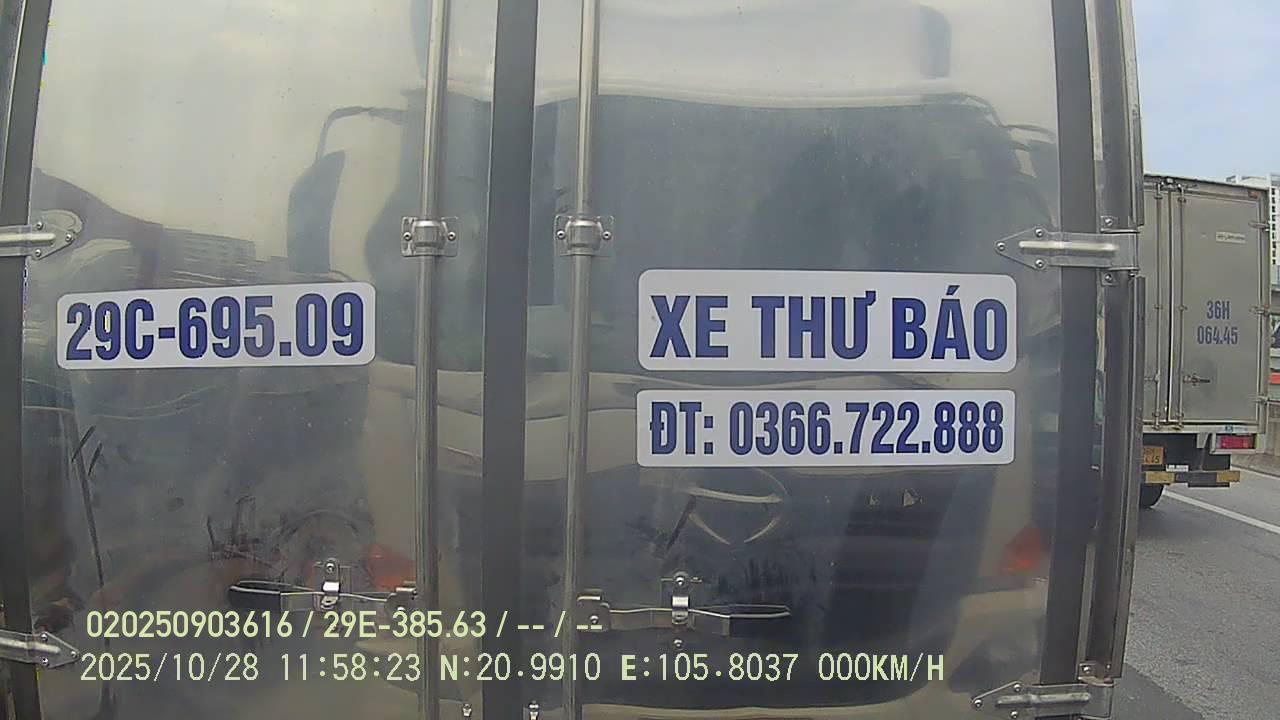 29C-695.09
XE THƯ BÁO
ĐT: 0366.722.888
36H
064.45
020250903616 / 29E-385.63 / -- / --
2025/10/28 11:58:23 N:20.9910 E:105.8037 000KM/H